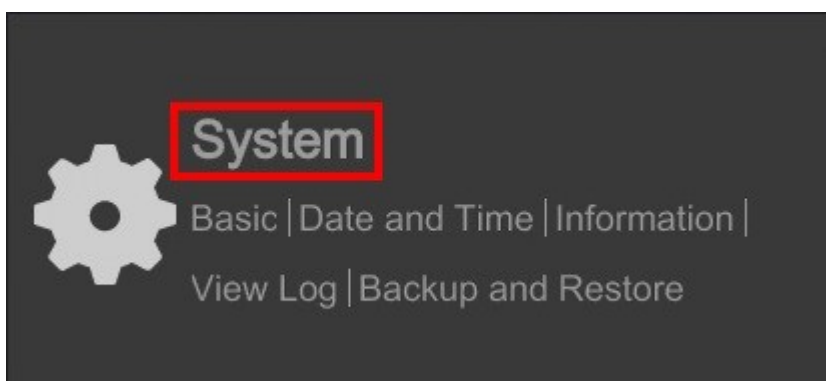 System
Basic | Date and Time | Information |
View Log | Backup and Restore